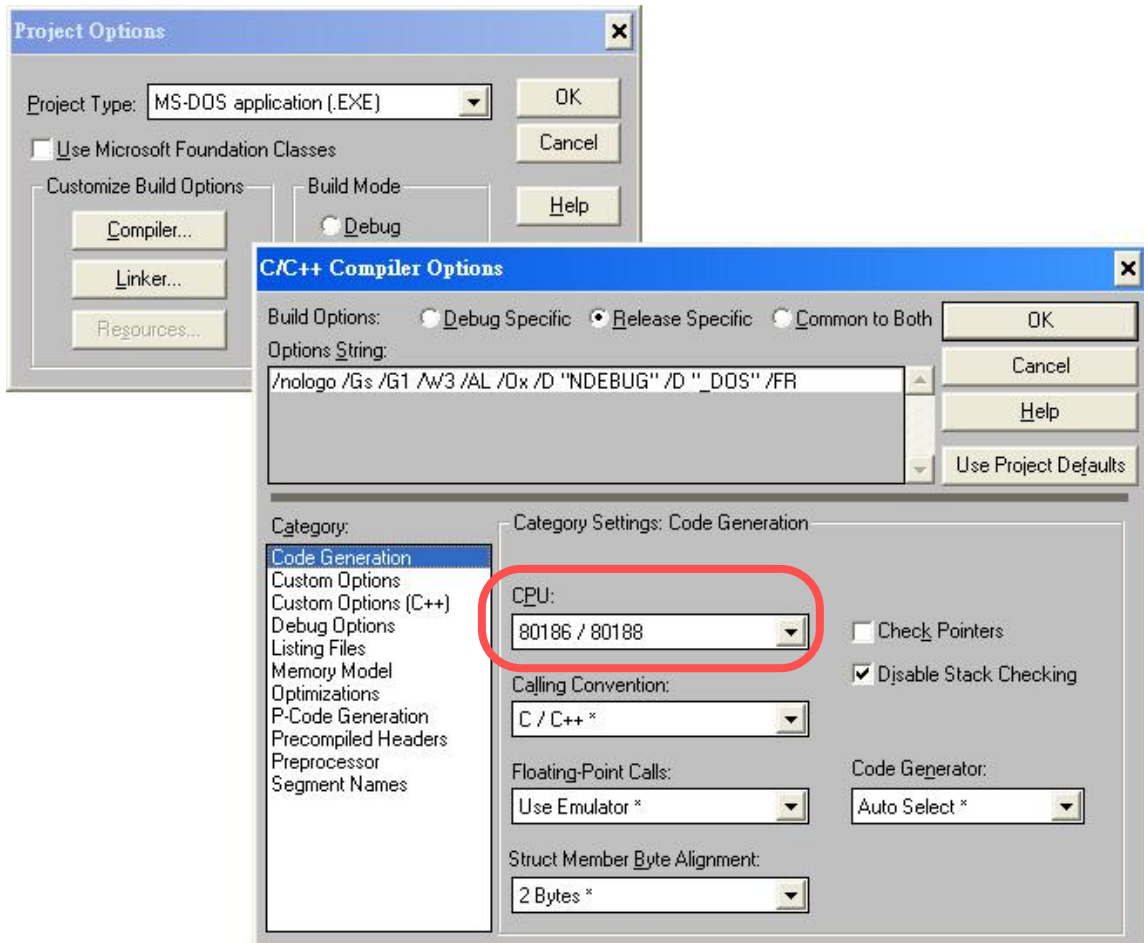 Project Options
Project Type: MS-DOS application (.EXE)
OK
Use Microsoft Foundation Classes
Cancel
Customize Build Options
Build Mode
Help
Compiler...
Debug
Linker...
Resources...
C/C++ Compiler Options
Build Options: Debug Specific Release Specific Common to Both
OK
Options String:
/nologo /Gs /G1 /W3 /AL /Ox /D "NDEBUG" /D "_DOS" /FR
Cancel
Help
Use Project Defaults
Category:
Code Generation
Custom Options
Custom Options (C++)
Debug Options
Listing Files
Memory Model
Optimizations
P-Code Generation
Precompiled Headers
Preprocessor
Segment Names
Category Settings: Code Generation
CPU:
80186 / 80188
Check Pointers
Disable Stack Checking
Calling Convention:
C / C++ *
Floating-Point Calls:
Use Emulator *
Code Generator:
Auto Select *
Struct Member Byte Alignment:
2 Bytes *